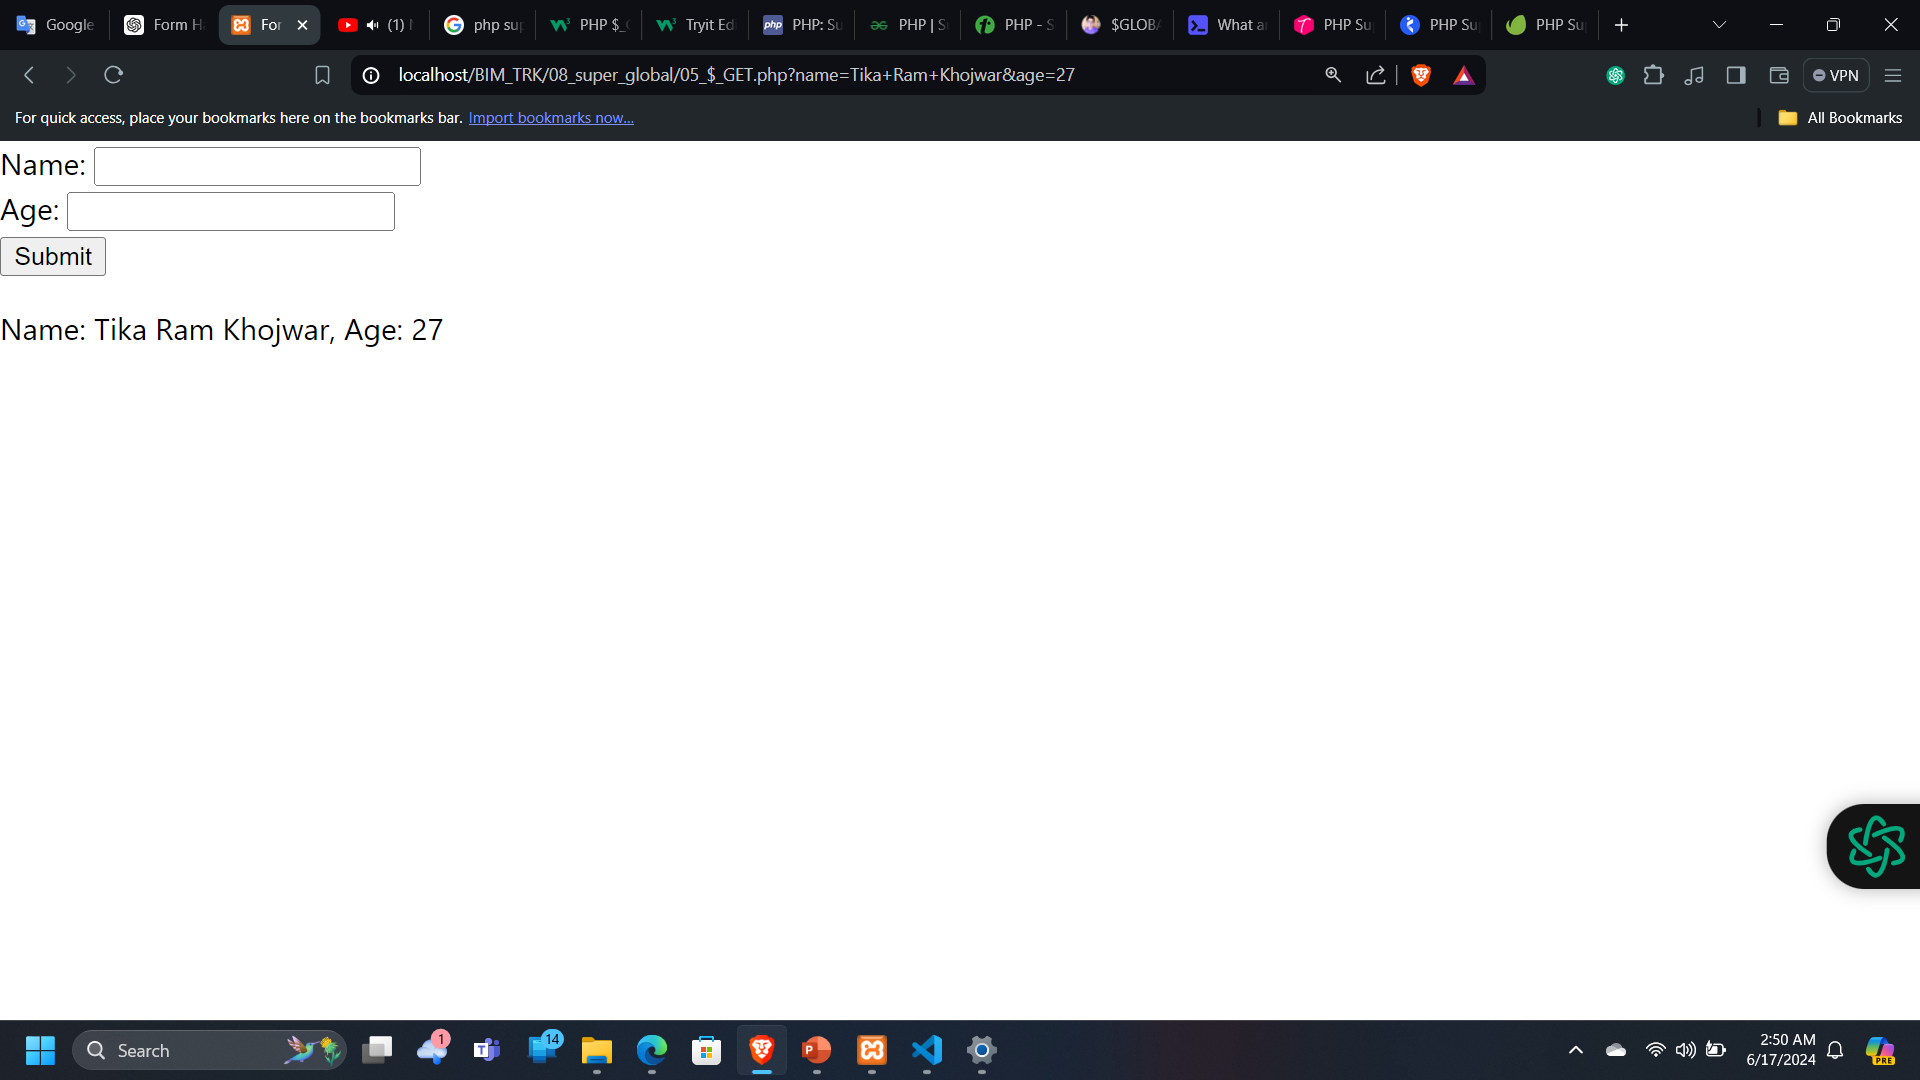 Google
Form H
For
(1)
php sup
PHP $_
Tryit Ed
php
PHP: Su
PHP | S
PHP - S
$GLOBA
What a
PHP Su
PHP Su
PHP Su
localhost/BIM_TRK/08_super_global/05_$_GET.php?name=Tika+Ram+Khojwar&age=27
VPN
For quick access, place your bookmarks here on the bookmarks bar. Import bookmarks now...
All Bookmarks
Name:
Age:
Submit
Name: Tika Ram Khojwar, Age: 27
Search
1
14
2:50 AM
6/17/2024
PRE